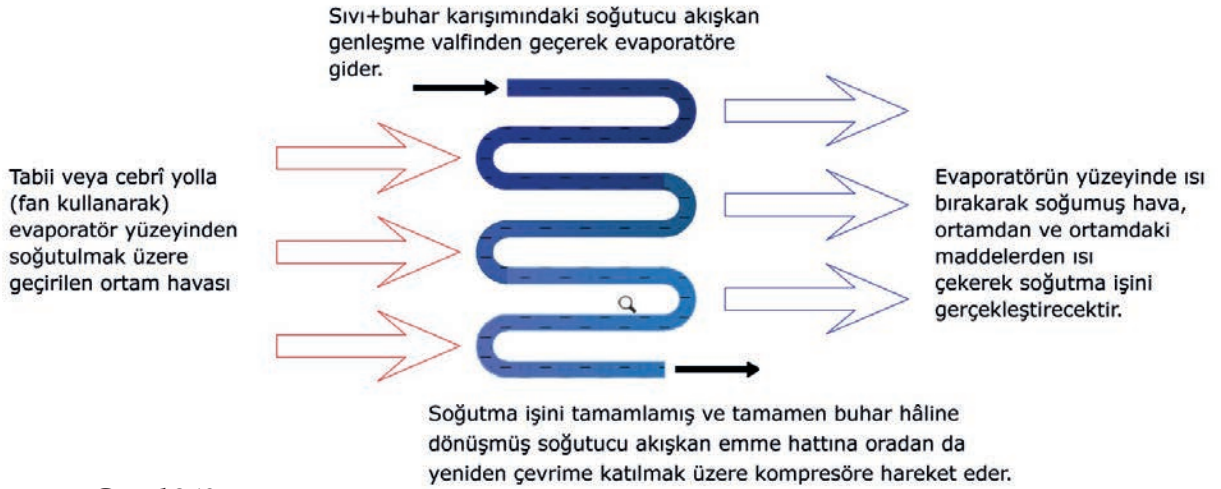 Sıvı+buhar karışımındaki soğutucu akışkan
genleşme valfinden geçerek evaporatöre
gider.
Tabii veya cebrî yolla
(fan kullanarak)
evaporatör yüzeyinden
soğutulmak üzere
geçirilen ortam havası
Evaporatörün yüzeyinde ısı
bırakarak soğumuş hava,
ortamdan ve ortamdaki
maddelerden ısı
çekerek soğutma işini
gerçekleştirecektir.
Soğutma işini tamamlamış ve tamamen buhar hâline
dönüşmüş soğutucu akışkan emme hattına oradan da
yeniden çevrime katılmak üzere kompresöre hareket eder.